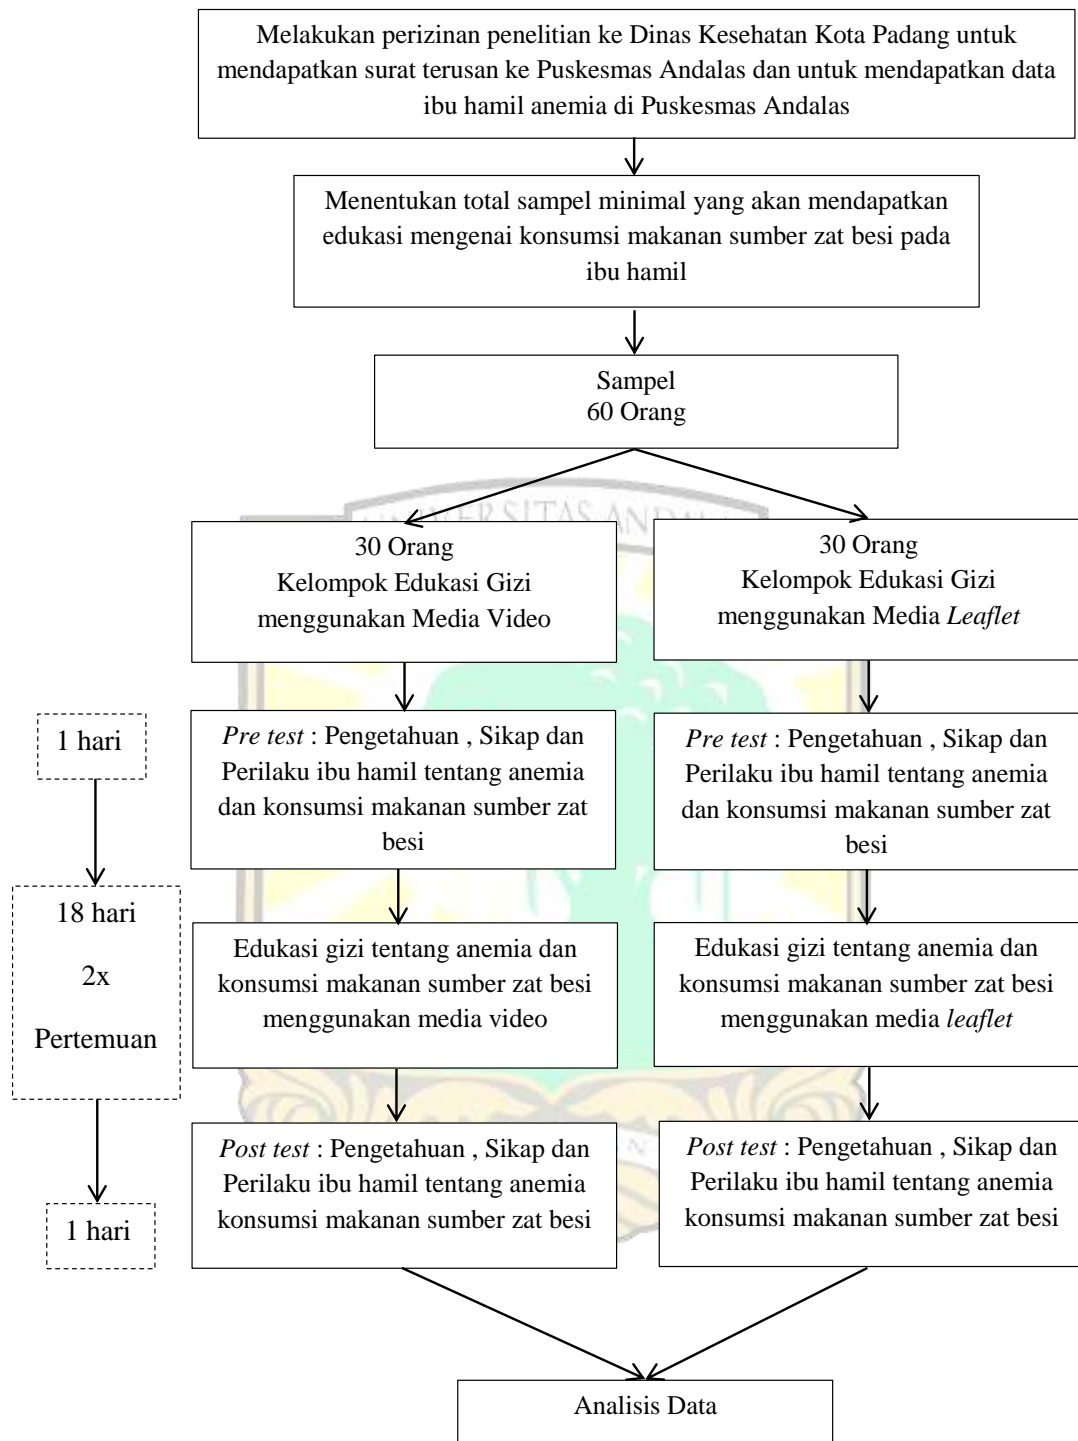 Melakukan perizinan penelitian ke Dinas Kesehatan Kota Padang untuk
mendapatkan surat terusan ke Puskesmas Andalas dan untuk mendapatkan data
ibu hamil anemia di Puskesmas Andalas
Menentukan total sampel minimal yang akan mendapatkan
edukasi mengenai konsumsi makanan sumber zat besi pada
ibu hamil
Sampel
60 Orang
30 Orang
Kelompok Edukasi Gizi
menggunakan Media Video
30 Orang
Kelompok Edukasi Gizi
menggunakan Media Leaflet
1 hari
Pre test : Pengetahuan , Sikap dan
Perilaku ibu hamil tentang anemia
dan konsumsi makanan sumber zat
besi
Pre test : Pengetahuan , Sikap dan
Perilaku ibu hamil tentang anemia
dan konsumsi makanan sumber zat
besi
18 hari
2x
Pertemuan
Edukasi gizi tentang anemia dan
konsumsi makanan sumber zat besi
menggunakan media video
Edukasi gizi tentang anemia dan
konsumsi makanan sumber zat besi
menggunakan media leaflet
1 hari
Post test : Pengetahuan , Sikap dan
Perilaku ibu hamil tentang anemia
konsumsi makanan sumber zat besi
Post test : Pengetahuan , Sikap dan
Perilaku ibu hamil tentang anemia
konsumsi makanan sumber zat besi
Analisis Data